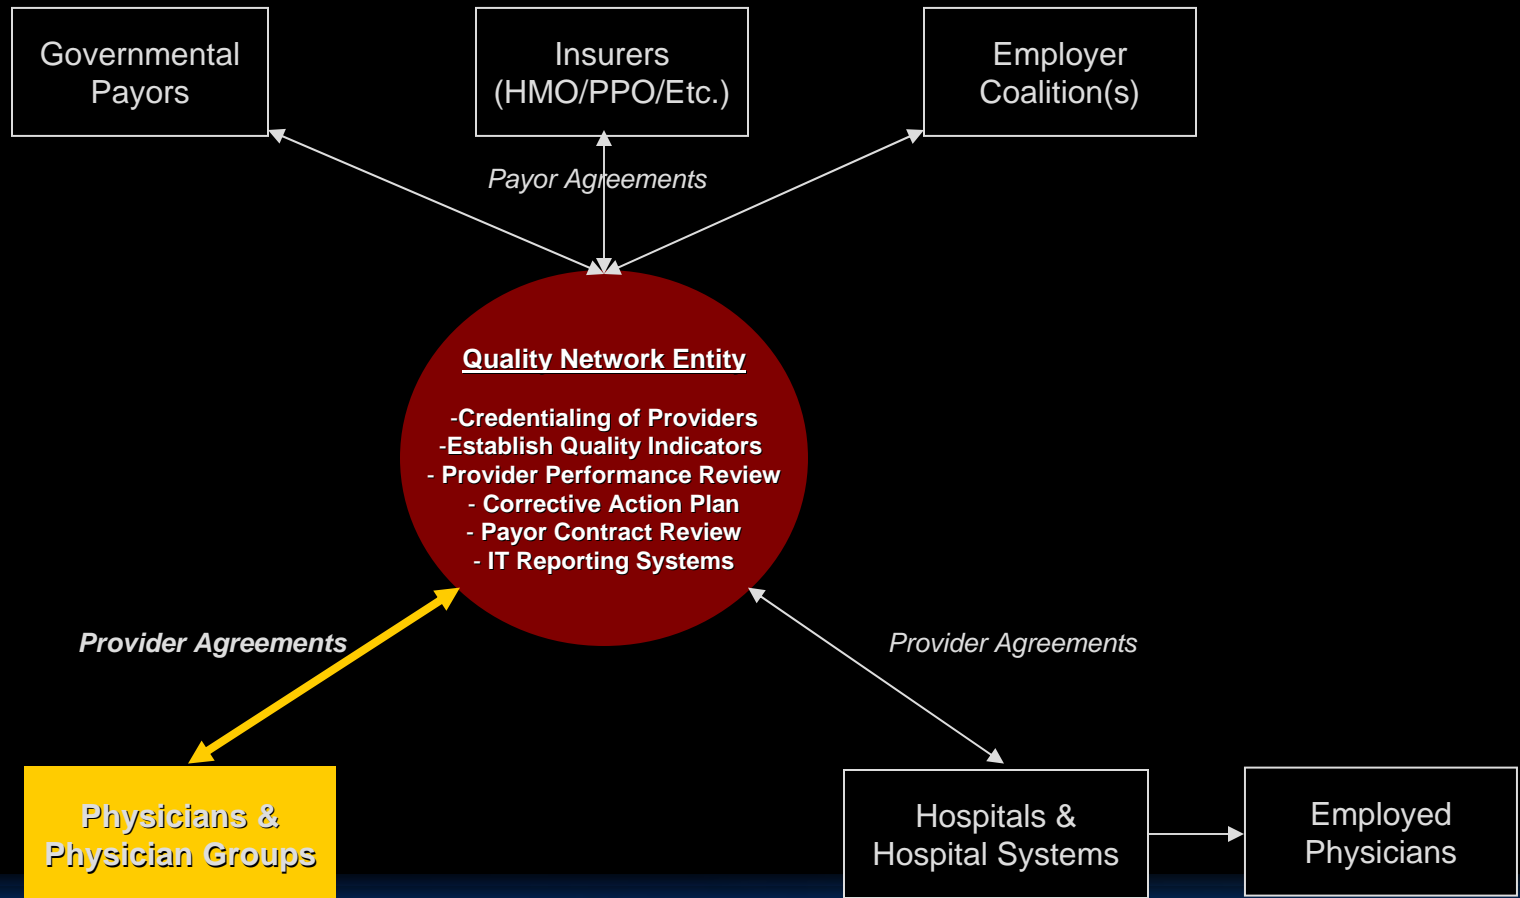 Governmental
Payors
Insurers
(HMO/PPO/Etc.)
Employer
Coalition(s)
Payor Agreements
Quality Network Entity
-Credentialing of Providers
-Establish Quality Indicators
- Provider Performance Review
- Corrective Action Plan
- Payor Contract Review
- IT Reporting Systems
Provider Agreements
Provider Agreements
Physicians &
Physician Groups
Hospitals &
Hospital Systems
Employed
Physicians